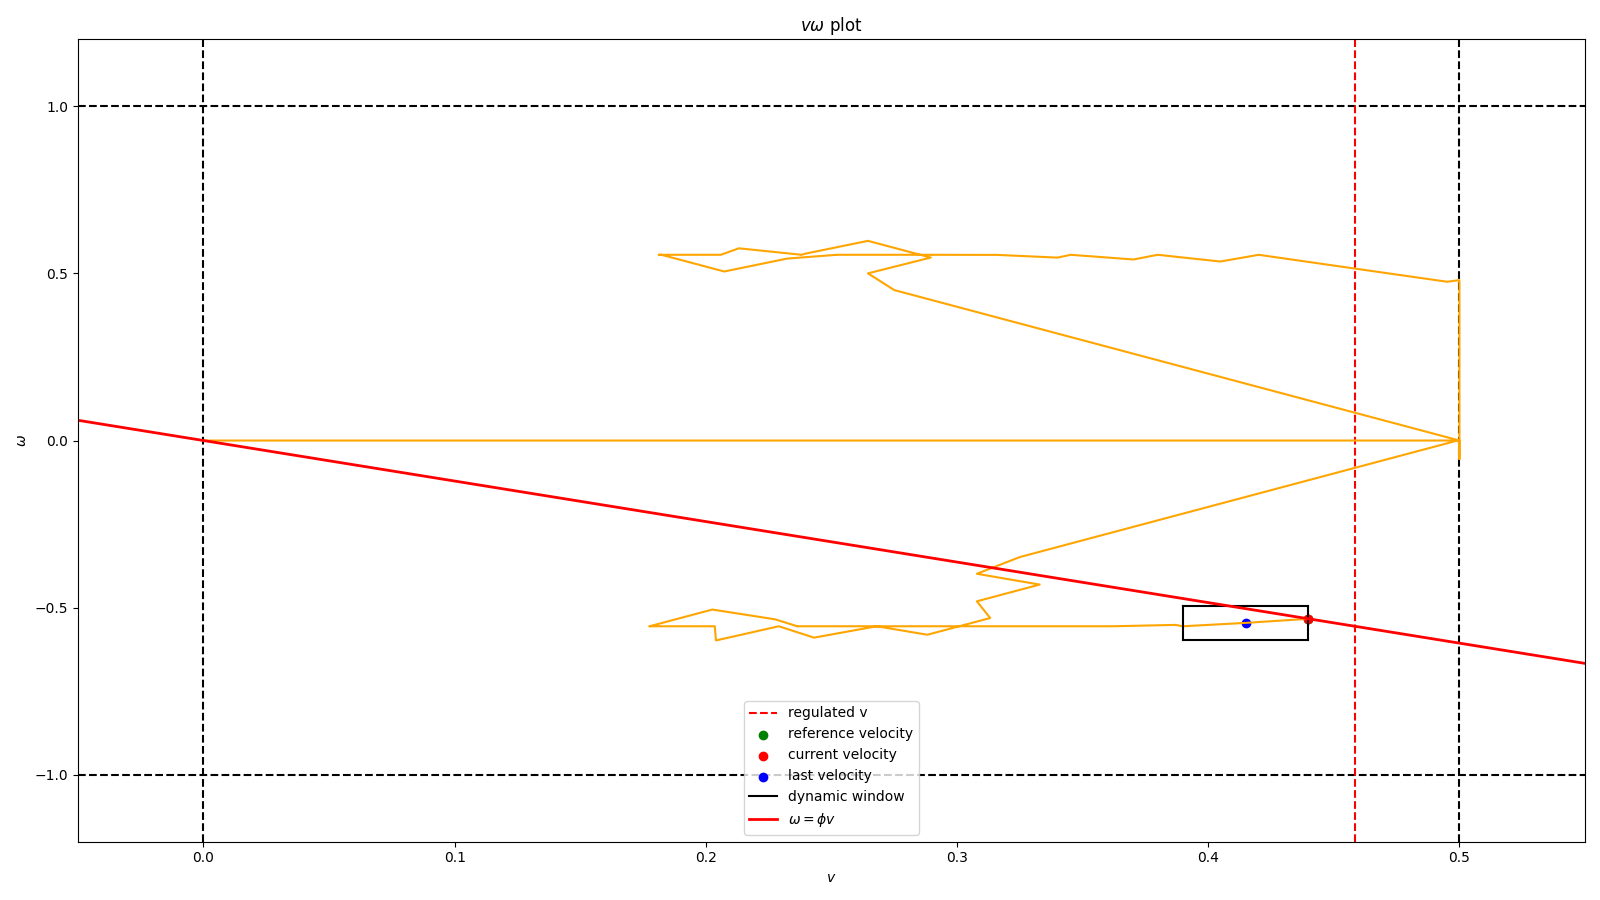 vω plot
1.0
0.5
0.0
−0.5
−1.0
ω
0.0
0.1
0.2
0.3
0.4
0.5
v
regulated v
reference velocity
current velocity
last velocity
dynamic window
ω = ϕv